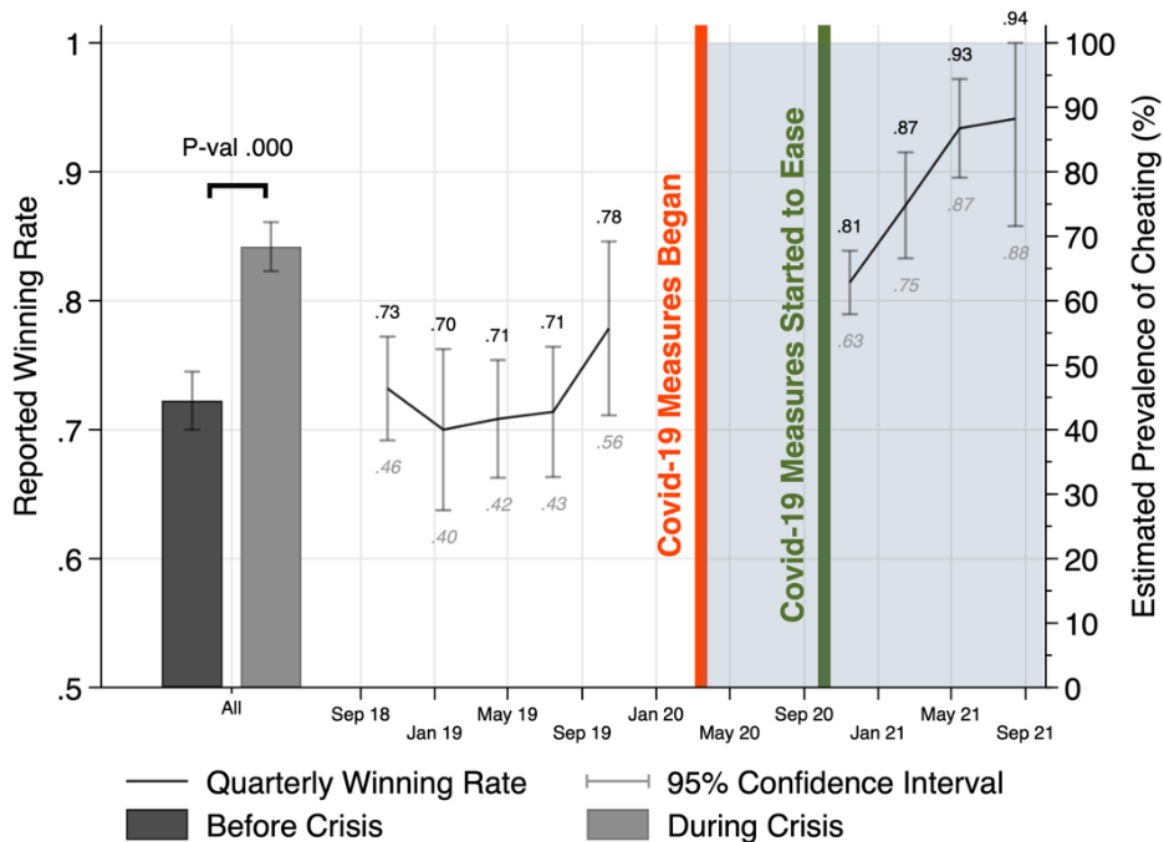 Reported Winning Rate
1
.9
.8
.7
.6
.5
P-val .000
.73
.70
.71
.71
.78
.46
.40
.42
.43
.56
Covid-19 Measures Began
Covid-19 Measures Started to Ease
.81
.87
.93
.94
.63
.75
.87
.88
100
90
80
70
60
50
40
30
20
10
0
Estimated Prevalence of Cheating (%)
All
Sep 18
Jan 19
May 19
Sep 19
Jan 20
May 20
Sep 20
Jan 21
May 21
Sep 21
Quarterly Winning Rate
95% Confidence Interval
Before Crisis
During Crisis